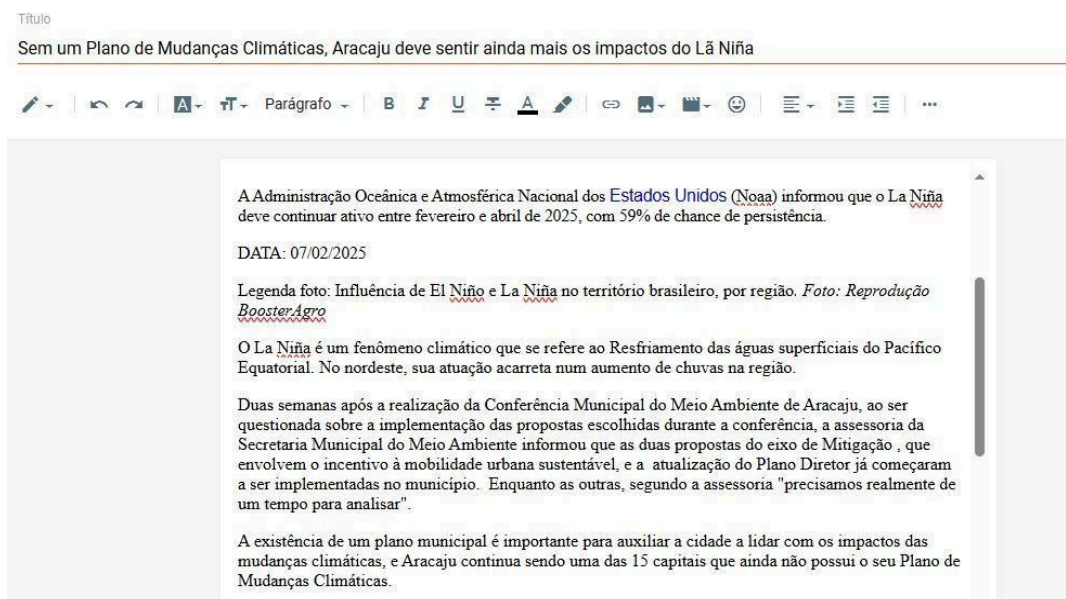 Título
Sem um Plano de Mudanças Climáticas, Aracaju deve sentir ainda mais os impactos do Lã Niña
A
Parágrafo
B I U A
A Administração Oceânica e Atmosférica Nacional dos Estados Unidos (Noaa) informou que o La Niña
deve continuar ativo entre fevereiro e abril de 2025, com 59% de chance de persistência.
DATA: 07/02/2025
Legenda foto: Influência de El Niño e La Niña no território brasileiro, por região. Foto: Reprodução
BoosterAgro
O La Niña é um fenômeno climático que se refere ao Resfriamento das águas superficiais do Pacífico
Equatorial. No nordeste, sua atuação acarreta num aumento de chuvas na região.
Duas semanas após a realização da Conferência Municipal do Meio Ambiente de Aracaju, ao ser
questionada sobre a implementação das propostas escolhidas durante a conferência, a assessoria da
Secretaria Municipal do Meio Ambiente informou que as duas propostas do eixo de Mitigação , que
envolvem o incentivo à mobilidade urbana sustentável, e a  atualização do Plano Diretor já começaram
a ser implementadas no município.  Enquanto as outras, segundo a assessoria "precisamos realmente de
um tempo para analisar".
A existência de um plano municipal é importante para auxiliar a cidade a lidar com os impactos das
mudanças climáticas, e Aracaju continua sendo uma das 15 capitais que ainda não possui o seu Plano de
Mudanças Climáticas.